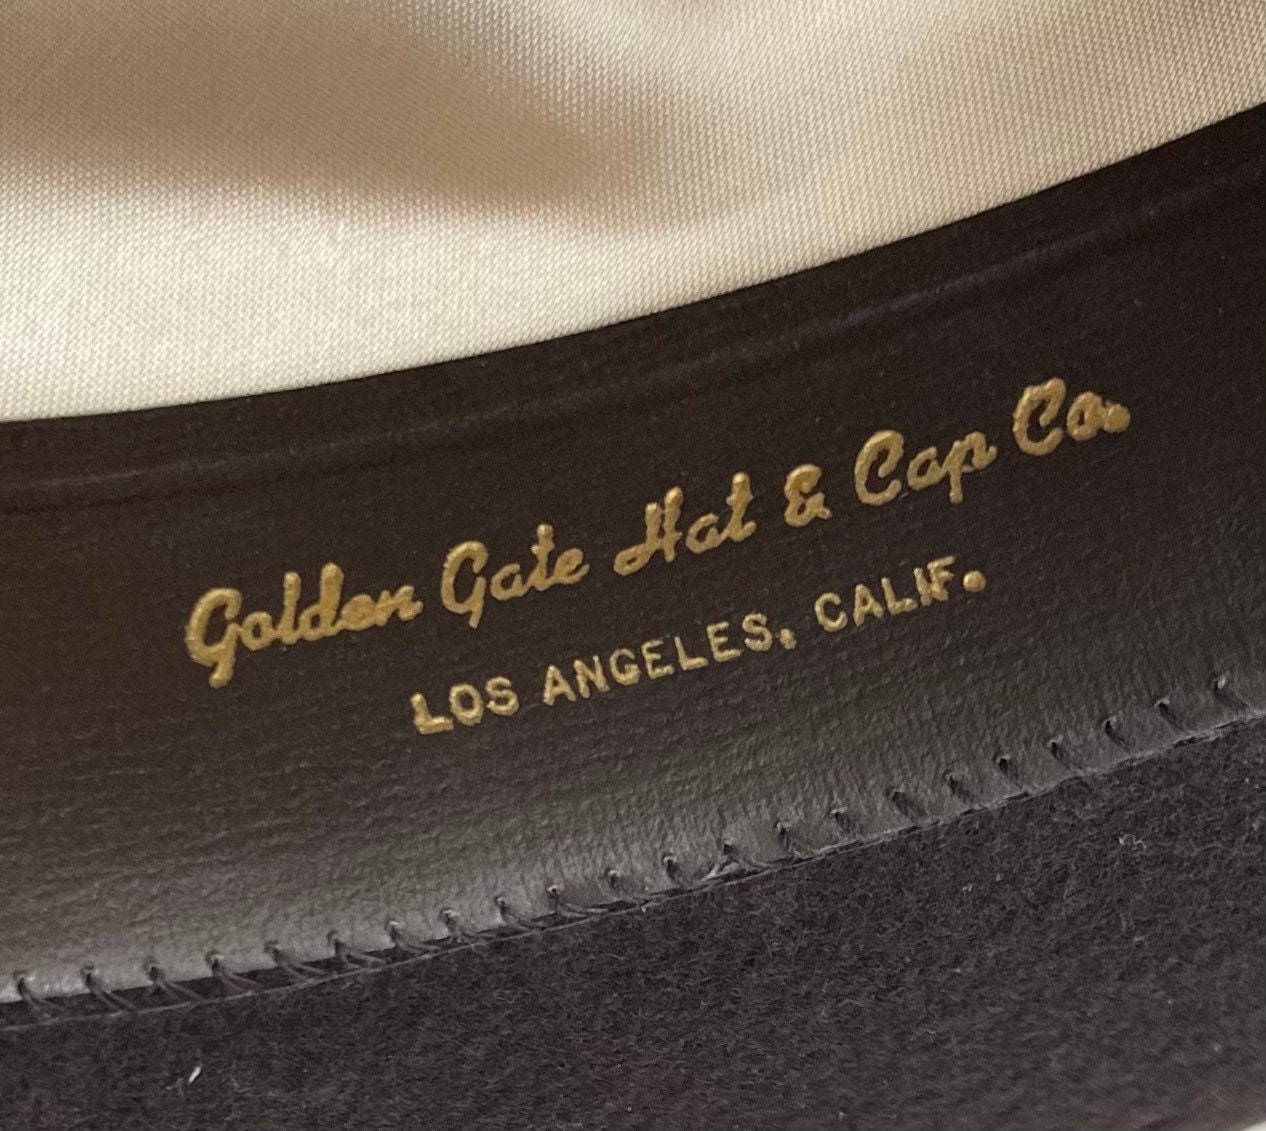 Golden Gate Hat & Cap Co.
LOS ANGELES, CALIF.